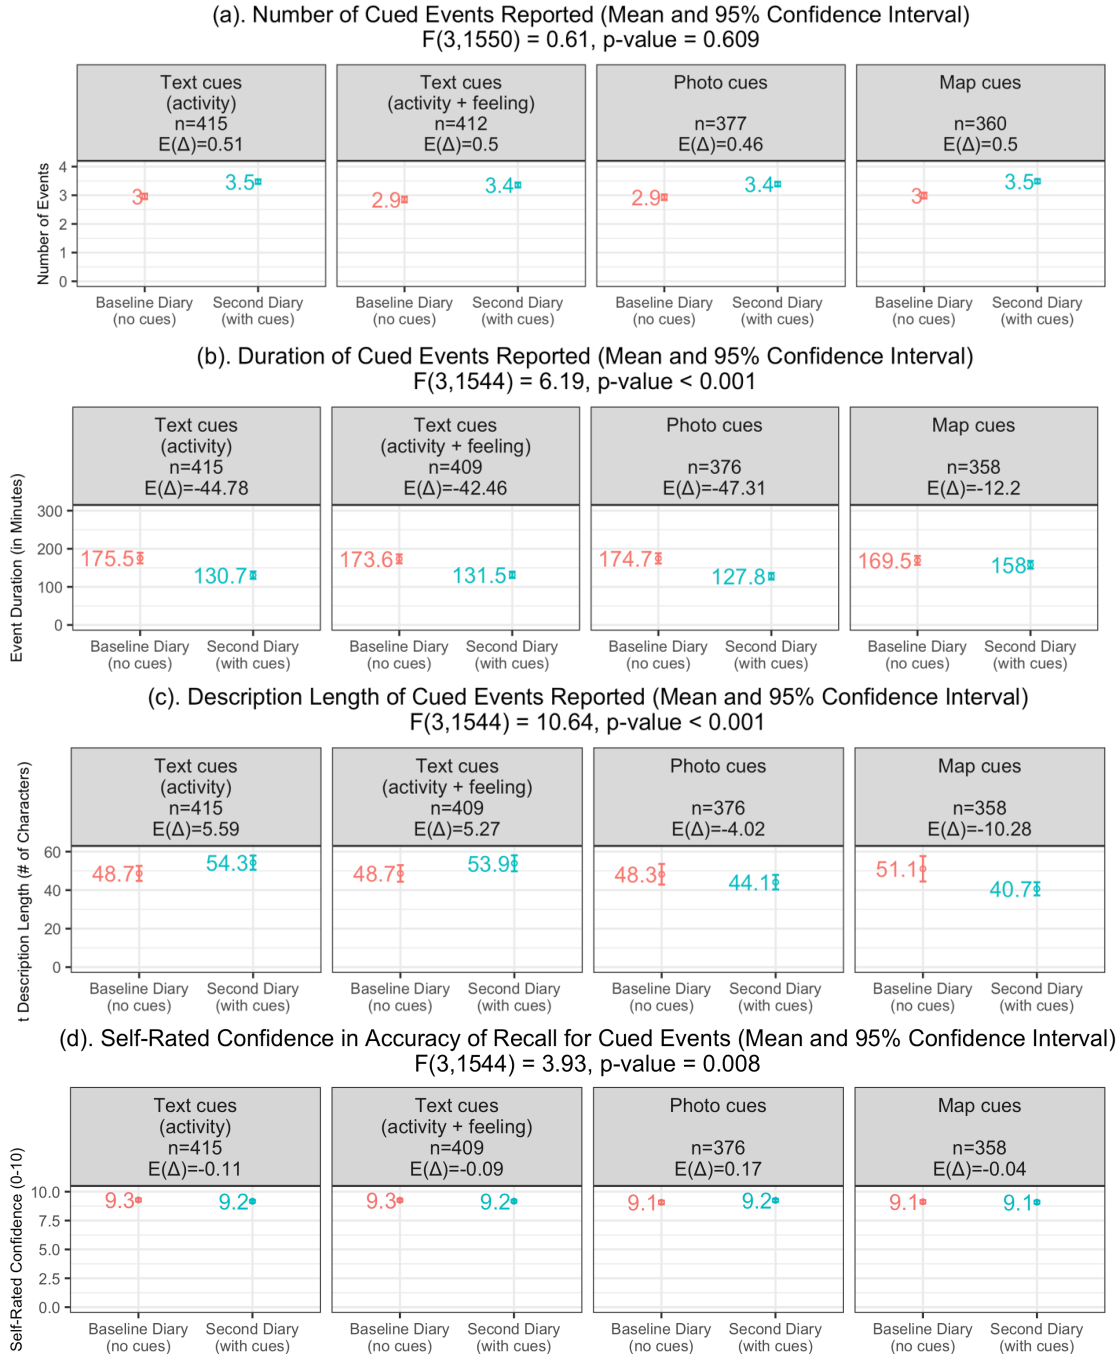 (a). Number of Cued Events Reported (Mean and 95% Confidence Interval)
F(3,1550) = 0.61, p-value = 0.609
Text cues
(activity)
n=415
E(Δ)=0.51
Text cues
(activity + feeling)
n=412
E(Δ)=0.5
Photo cues
n=377
E(Δ)=0.46
Map cues
n=360
E(Δ)=0.5
Number of Events
4
3
2
1
0
3
3.5
2.9
3.4
2.9
3.4
3
3.5
Baseline Diary
(no cues)
Second Diary
(with cues)
Baseline Diary
(no cues)
Second Diary
(with cues)
Baseline Diary
(no cues)
Second Diary
(with cues)
Baseline Diary
(no cues)
Second Diary
(with cues)
(b). Duration of Cued Events Reported (Mean and 95% Confidence Interval)
F(3,1544) = 6.19, p-value < 0.001
Text cues
(activity)
n=415
E(Δ)=-44.78
Text cues
(activity + feeling)
n=409
E(Δ)=-42.46
Photo cues
n=376
E(Δ)=-47.31
Map cues
n=358
E(Δ)=-12.2
Event Duration (in Minutes)
300
200
100
0
175.5
130.7
173.6
131.5
174.7
127.8
169.5
158
Baseline Diary
(no cues)
Second Diary
(with cues)
Baseline Diary
(no cues)
Second Diary
(with cues)
Baseline Diary
(no cues)
Second Diary
(with cues)
Baseline Diary
(no cues)
Second Diary
(with cues)
(c). Description Length of Cued Events Reported (Mean and 95% Confidence Interval)
F(3,1544) = 10.64, p-value < 0.001
Text cues
(activity)
n=415
E(Δ)=5.59
Text cues
(activity + feeling)
n=409
E(Δ)=5.27
Photo cues
n=376
E(Δ)=-4.02
Map cues
n=358
E(Δ)=-10.28
t Description Length (# of Characters)
60
40
20
0
48.7
54.3
48.7
53.9
48.3
44.1
51.1
40.7
Baseline Diary
(no cues)
Second Diary
(with cues)
Baseline Diary
(no cues)
Second Diary
(with cues)
Baseline Diary
(no cues)
Second Diary
(with cues)
Baseline Diary
(no cues)
Second Diary
(with cues)
(d). Self-Rated Confidence in Accuracy of Recall for Cued Events (Mean and 95% Confidence Interval)
F(3,1544) = 3.93, p-value = 0.008
Text cues
(activity)
n=415
E(Δ)=-0.11
Text cues
(activity + feeling)
n=409
E(Δ)=-0.09
Photo cues
n=376
E(Δ)=0.17
Map cues
n=358
E(Δ)=-0.04
Self-Rated Confidence (0-10)
10.0
7.5
5.0
2.5
0.0
9.3
9.2
9.3
9.2
9.1
9.2
9.1
9.1
Baseline Diary
(no cues)
Second Diary
(with cues)
Baseline Diary
(no cues)
Second Diary
(with cues)
Baseline Diary
(no cues)
Second Diary
(with cues)
Baseline Diary
(no cues)
Second Diary
(with cues)